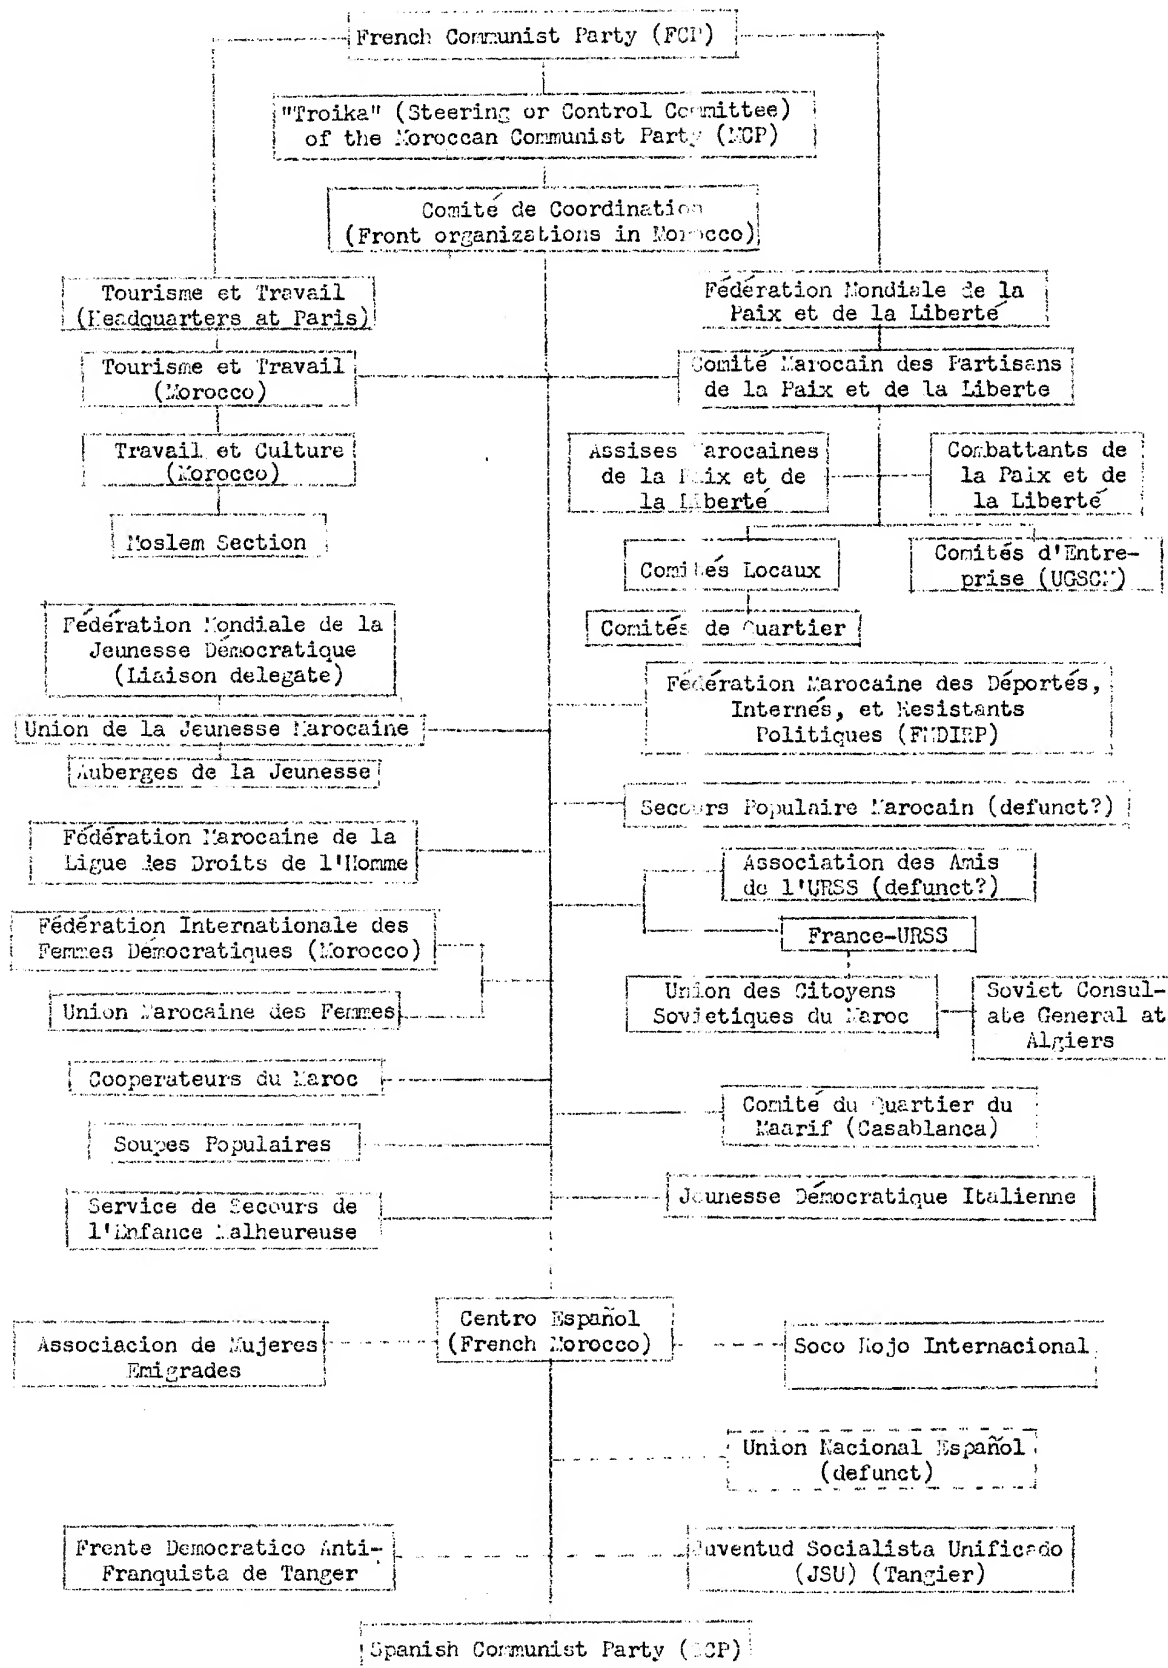 French Communist Party (FCP)
"Troika" (Steering or Control Committee)
of the Moroccan Communist Party (MCP)
Comité de Coordination
(Front organizations in Morocco)
Tourisme et Travail
(Headquarters at Paris)
Fédération Mondiale de la
Paix et de la Liberté
Tourisme et Travail
(Morocco)
Comité Marocain des Partisans
de la Paix et de la Liberte
Travail et Culture
(Morocco)
Assises Marocaines
de la Paix et de
la Liberté
Combattants de
la Paix et de
la Liberté
Moslem Section
Comités Locaux
Comités d'Entre-
prise (UGSCM)
Comités de Quartier
Fédération Mondiale de la
Jeunesse Démocratique
(Liaison delegate)
Fédération Marocaine des Déportés,
Internés, et Resistants
Politiques (FMDIRP)
Union de la Jeunesse Marocaine
Auberges de la Jeunesse
Secours Populaire Marocain (defunct?)
Fédération Marocaine de la
Ligue des Droits de l'Homme
Association des Amis
de l'URSS (defunct?)
France-URSS
Fédération Internationale des
Femmes Démocratiques (Morocco)
Union Marocaine des Femmes
Union des Citoyens
Sovietiques du Maroc
Soviet Consul-
ate General at
Algiers
Cooperateurs du Maroc
Comité du Quartier du
Maarif (Casablanca)
Soupes Populaires
Service de Secours de
l'Enfance Malheureuse
Jeunesse Démocratique Italienne
Centro Español
(French Morocco)
Associacion de Mujeres
Emigrades
Soco Rojo Internacional
Union Nacional Español
(defunct)
Frente Democratico Anti-
Franquista de Tanger
Juventud Socialista Unificado
(JSU) (Tangier)
Spanish Communist Party (SCP)